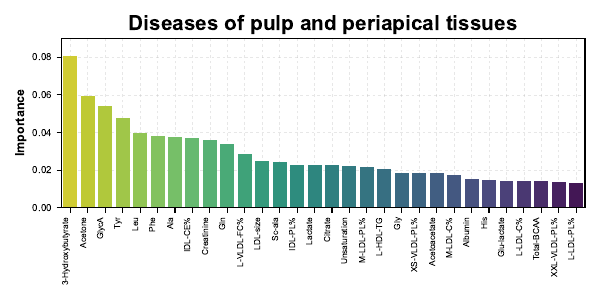 Diseases of pulp and periapical tissues
Importance
0.08
0.06
0.04
0.02
0.00
3-Hydroxybutyrate
Acetone
GlycA
Tyr
Leu
Phe
Ala
IDL-CE%
Creatinine
Gln
L-VLDL-FC%
LDL-size
Sc-ala
IDL-PL%
Lactate
Citrate
Unsaturation
M-LDL-PL%
L-HDL-TG
Gly
XS-VLDL-PL%
Acetoacetate
M-LDL-C%
Albumin
His
Glu-lactate
L-LDL-C%
Total-BCAA
XXL-VLDL-PL%
L-LDL-PL%